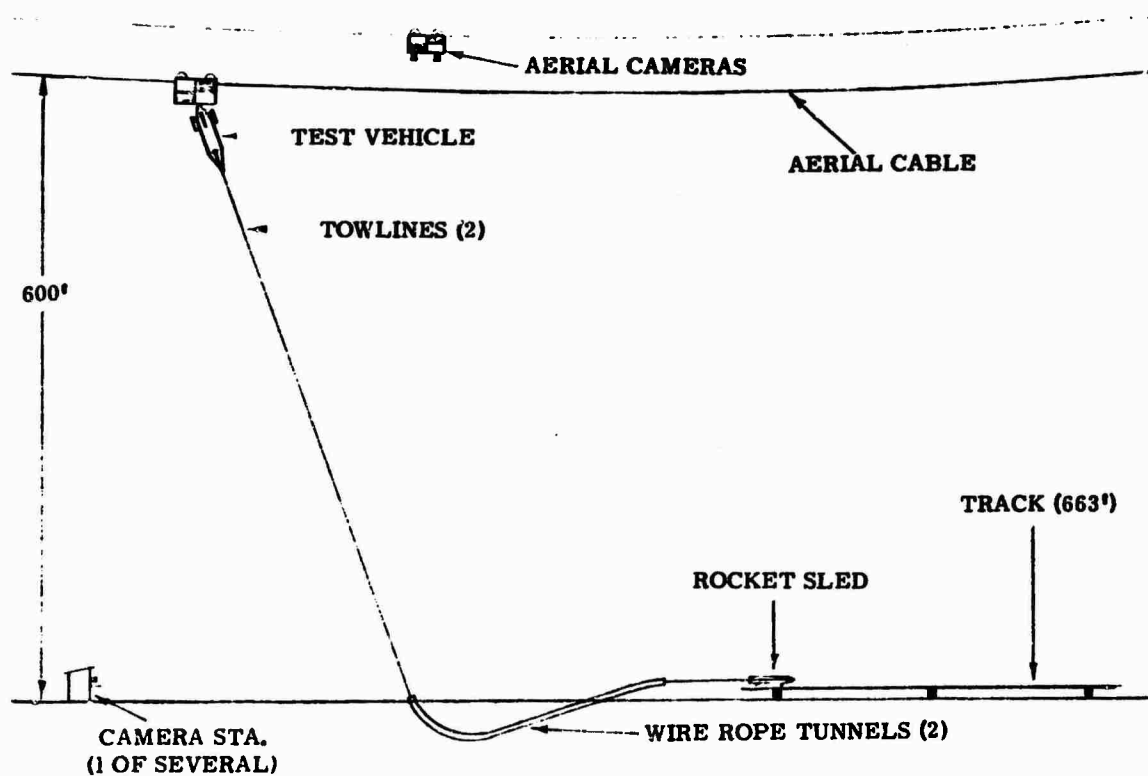 AERIAL CAMERAS
TEST VEHICLE
AERIAL CABLE
TOWLINES (2)
600'
TRACK (663')
ROCKET SLED
WIRE ROPE TUNNELS (2)
CAMERA STA.
(1 OF SEVERAL)